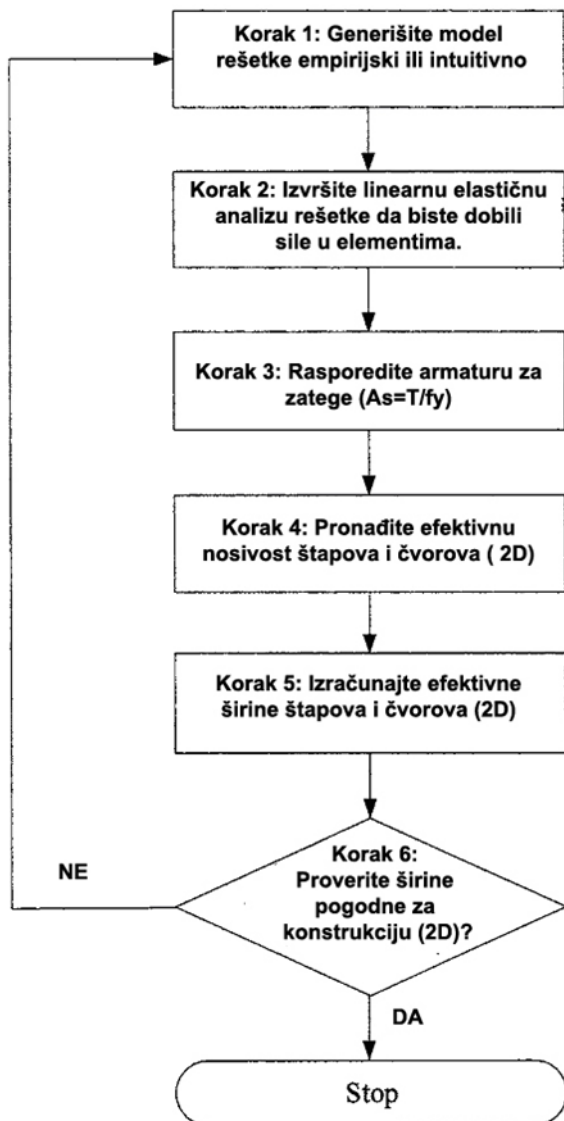 Korak 1: Generišite model
rešetke empirijski ili intuitivno
Korak 2: Izvršite linearnu elastičnu
analizu rešetke da biste dobili
sile u elementima.
Korak 3: Rasporedite armaturu za
zatege (As=T/fy)
Korak 4: Pronađite efektivnu
nosivost štapova i čvorova ( 2D)
Korak 5: Izračunajte efektivne
širine štapova i čvorova (2D)
Korak 6:
Proverite širine
pogodne za
konstrukciju (2D)?
NE
DA
Stop